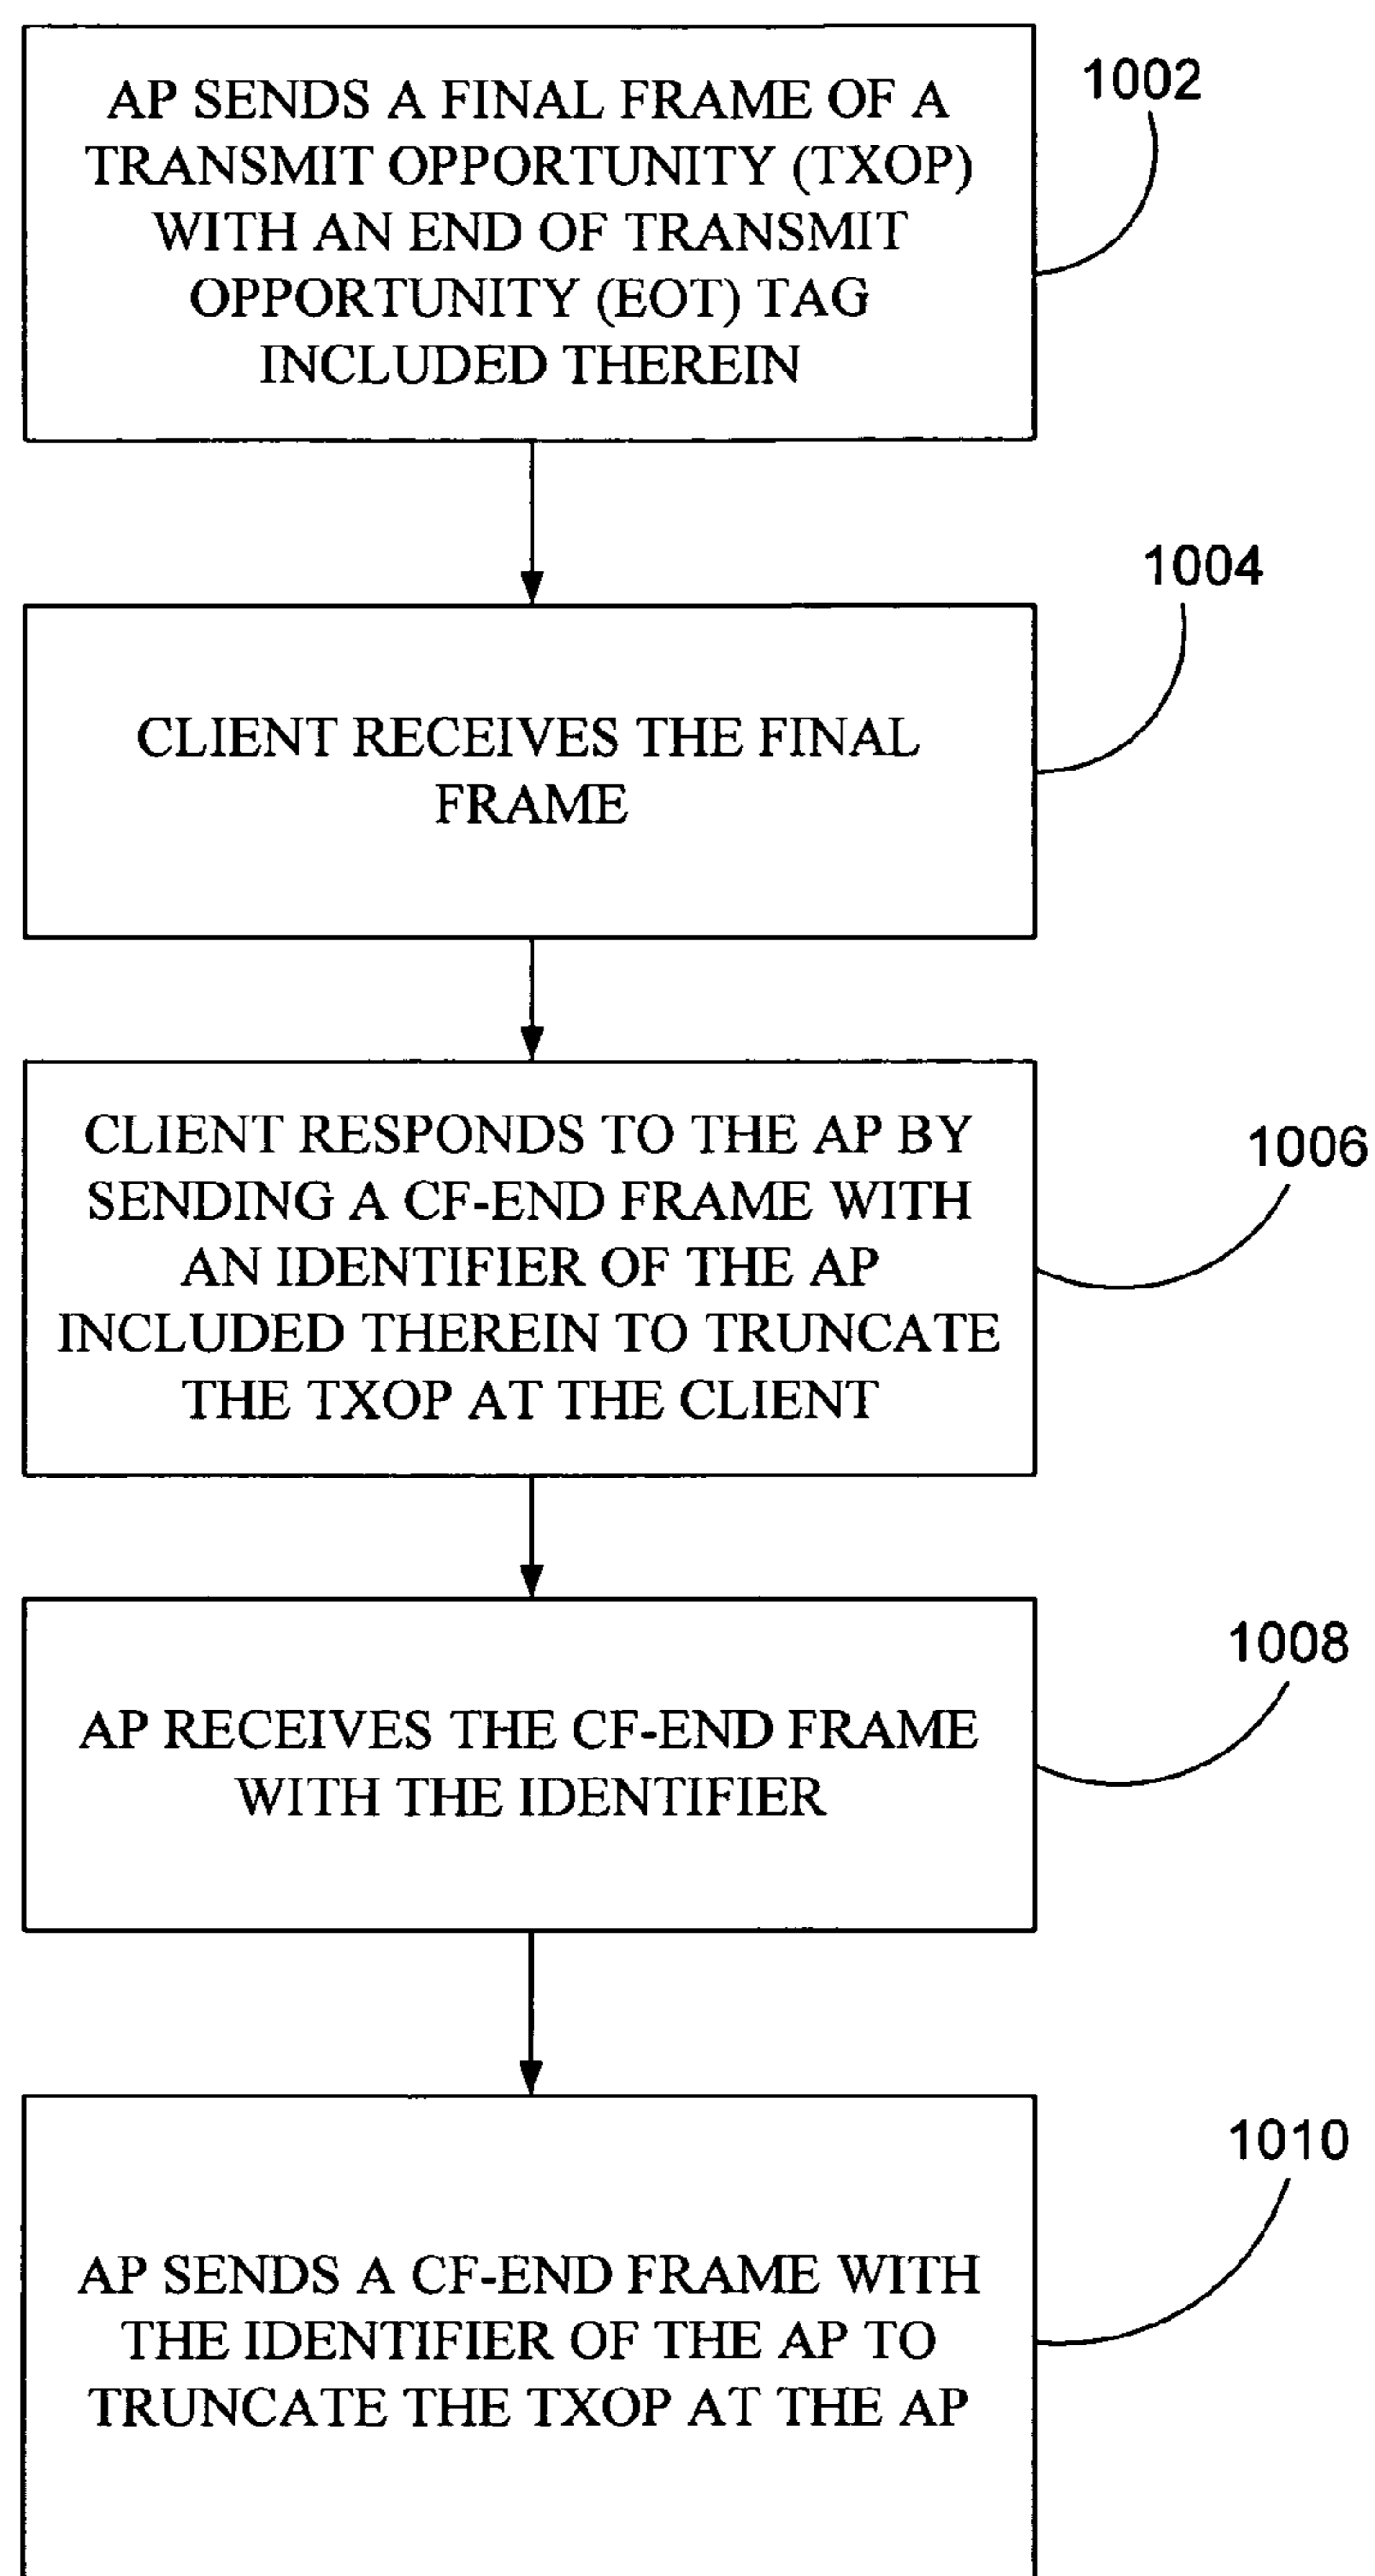 AP SENDS A FINAL FRAME OF A
TRANSMIT OPPORTUNITY (TXOP)
WITH AN END OF TRANSMIT
OPPORTUNITY (EOT) TAG
INCLUDED THEREIN
1002
1004
CLIENT RECEIVES THE FINAL
FRAME
CLIENT RESPONDS TO THE AP BY
SENDING A CF-END FRAME WITH
AN IDENTIFIER OF THE AP
INCLUDED THEREIN TO TRUNCATE
THE TXOP AT THE CLIENT
1006
1008
AP RECEIVES THE CF-END FRAME
WITH THE IDENTIFIER
1010
AP SENDS A CF-END FRAME WITH
THE IDENTIFIER OF THE AP TO
TRUNCATE THE TXOP AT THE AP